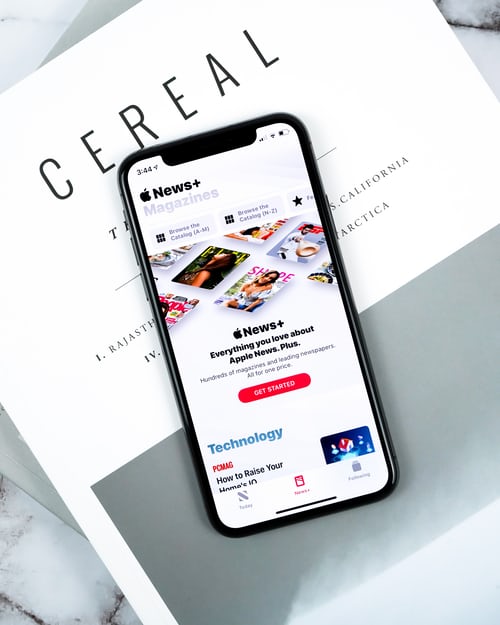 CEREAL
3:44
News+
Magazines
Browse the
Catalog (A-M)
Browse the
Catalog (N-Z)
Fe
SHAPE
News+
Everything you love about
Apple News. Plus.
Hundreds of magazines and leading newspapers.
All for one price.
GET STARTED
Technology
PCMAG
How to Raise Your
Home's IQ
Today
News+
Following
CALIFORNIA
I. RAJASTH
IV.